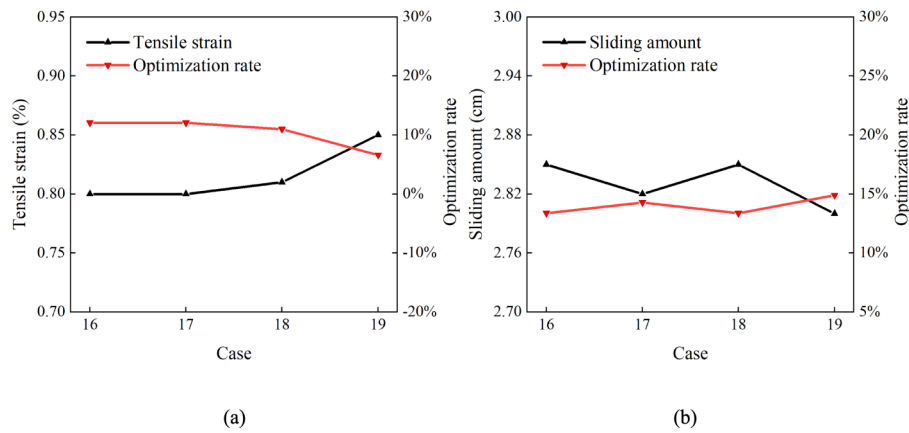 0.95
0.90
0.85
0.80
0.75
0.70
Tensile strain (%)
Tensile strain
Optimization rate
30%
20%
10%
0%
-10%
-20%
Optimization rate
16 17 18 19
Case
(a)
3.00
2.94
2.88
2.82
2.76
2.70
Sliding amount (cm)
Sliding amount
Optimization rate
30%
25%
20%
15%
10%
5%
Optimization rate
16 17 18 19
Case
(b)